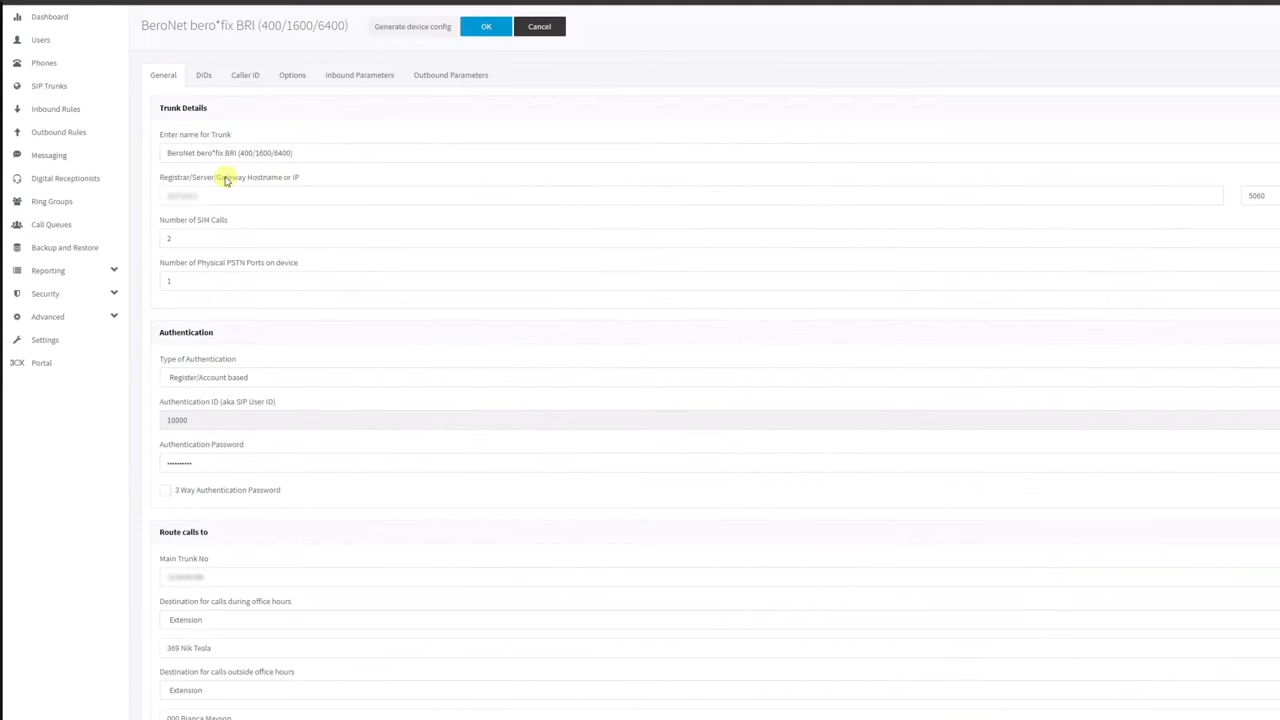 Dashboard
Users
Phones
SIP Trunks
Inbound Rules
Outbound Rules
Messaging
Digital Receptionists
Ring Groups
Call Queues
Backup and Restore
Reporting
Security
Advanced
Settings
3CX Portal
BeroNet bero*fix BRI (400/1600/6400)
Generate device config
OK
Cancel
General
DIDs
Caller ID
Options
Inbound Parameters
Outbound Parameters
Trunk Details
Enter name for Trunk
BeroNet bero*fix BRI (400/1600/6400)
Registrar/Server/Gateway Hostname or IP
5060
Number of SIM Calls
2
Number of Physical PSTN Ports on device
1
Authentication
Type of Authentication
Register/Account based
Authentication ID (aka SIP User ID)
10000
Authentication Password
••••••••••
3 Way Authentication Password
Route calls to
Main Trunk No
Destination for calls during office hours
Extension
369 Nik Tesla
Destination for calls outside office hours
Extension
000 Bianca Mayson